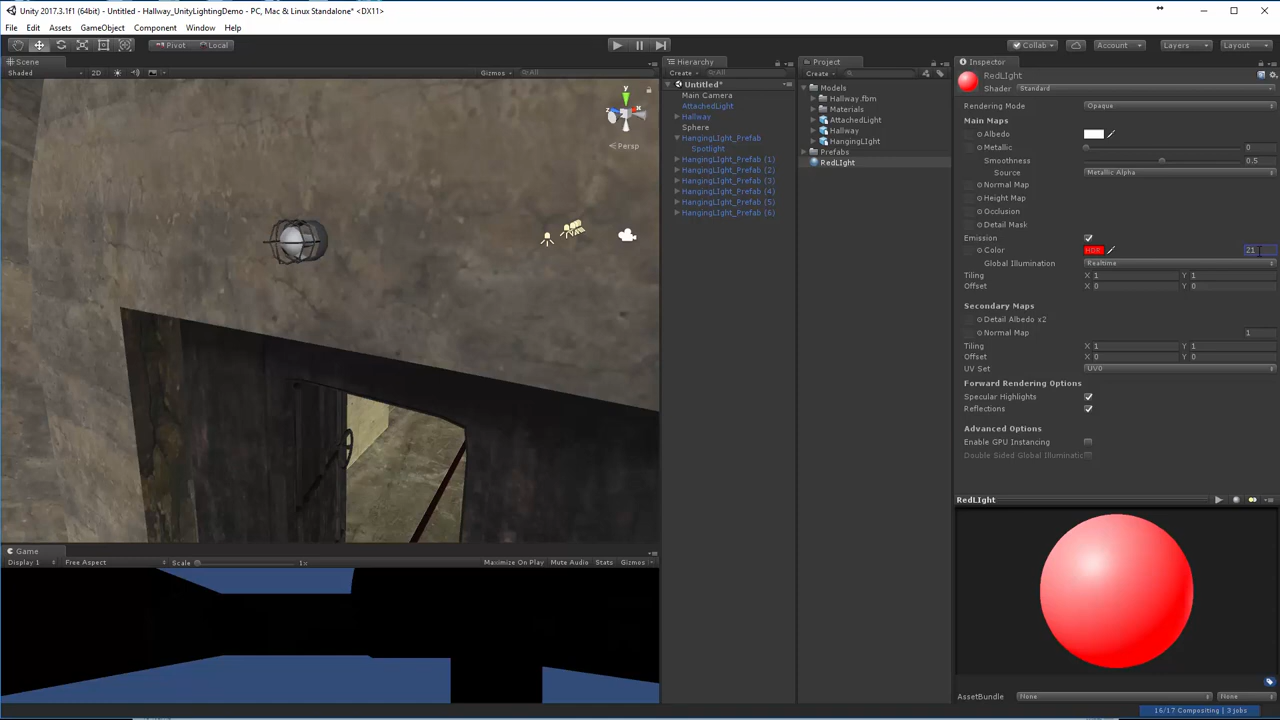 Unity 2017.3.1f1 (64bit) - Untitled - Hallway_UnityLightingDemo - PC, Mac & Linux Standalone* <DX11>
File Edit Assets GameObject Component Window Help
Pivot Local Collab Account Layers Layout
Scene
Shaded 2D Gizmos All
y
x
Persp
Hierarchy
Create All
Untitled*
Main Camera
AttachedLight
Hallway
Sphere
HangingLIght_Prefab
Spotlight
HangingLIght_Prefab (1)
HangingLIght_Prefab (2)
HangingLIght_Prefab (3)
HangingLIght_Prefab (4)
HangingLIght_Prefab (5)
HangingLIght_Prefab (6)
Project
Create
Models
Hallway.fbm
Materials
AttachedLight
Hallway
HangingLIght
Prefabs
RedLIght
Inspector
RedLIght
Shader Standard
Rendering Mode Opaque
Main Maps
Albedo
Metallic 0
Smoothness 0.5
Source Metallic Alpha
Normal Map
Height Map
Occlusion
Detail Mask
Emission
Color HDR 21
Global Illumination Realtime
Tiling X 1 Y 1
Offset X 0 Y 0
Secondary Maps
Detail Albedo x2
Normal Map 1
Tiling X 1 Y 1
Offset X 0 Y 0
UV Set UV0
Forward Rendering Options
Specular Highlights
Reflections
Advanced Options
Enable GPU Instancing
Double Sided Global Illuminatic
RedLIght
AssetBundle None None
Game
Display 1 Free Aspect Scale 1x Maximize On Play Mute Audio Stats Gizmos
16/17 Compositing | 3 jobs